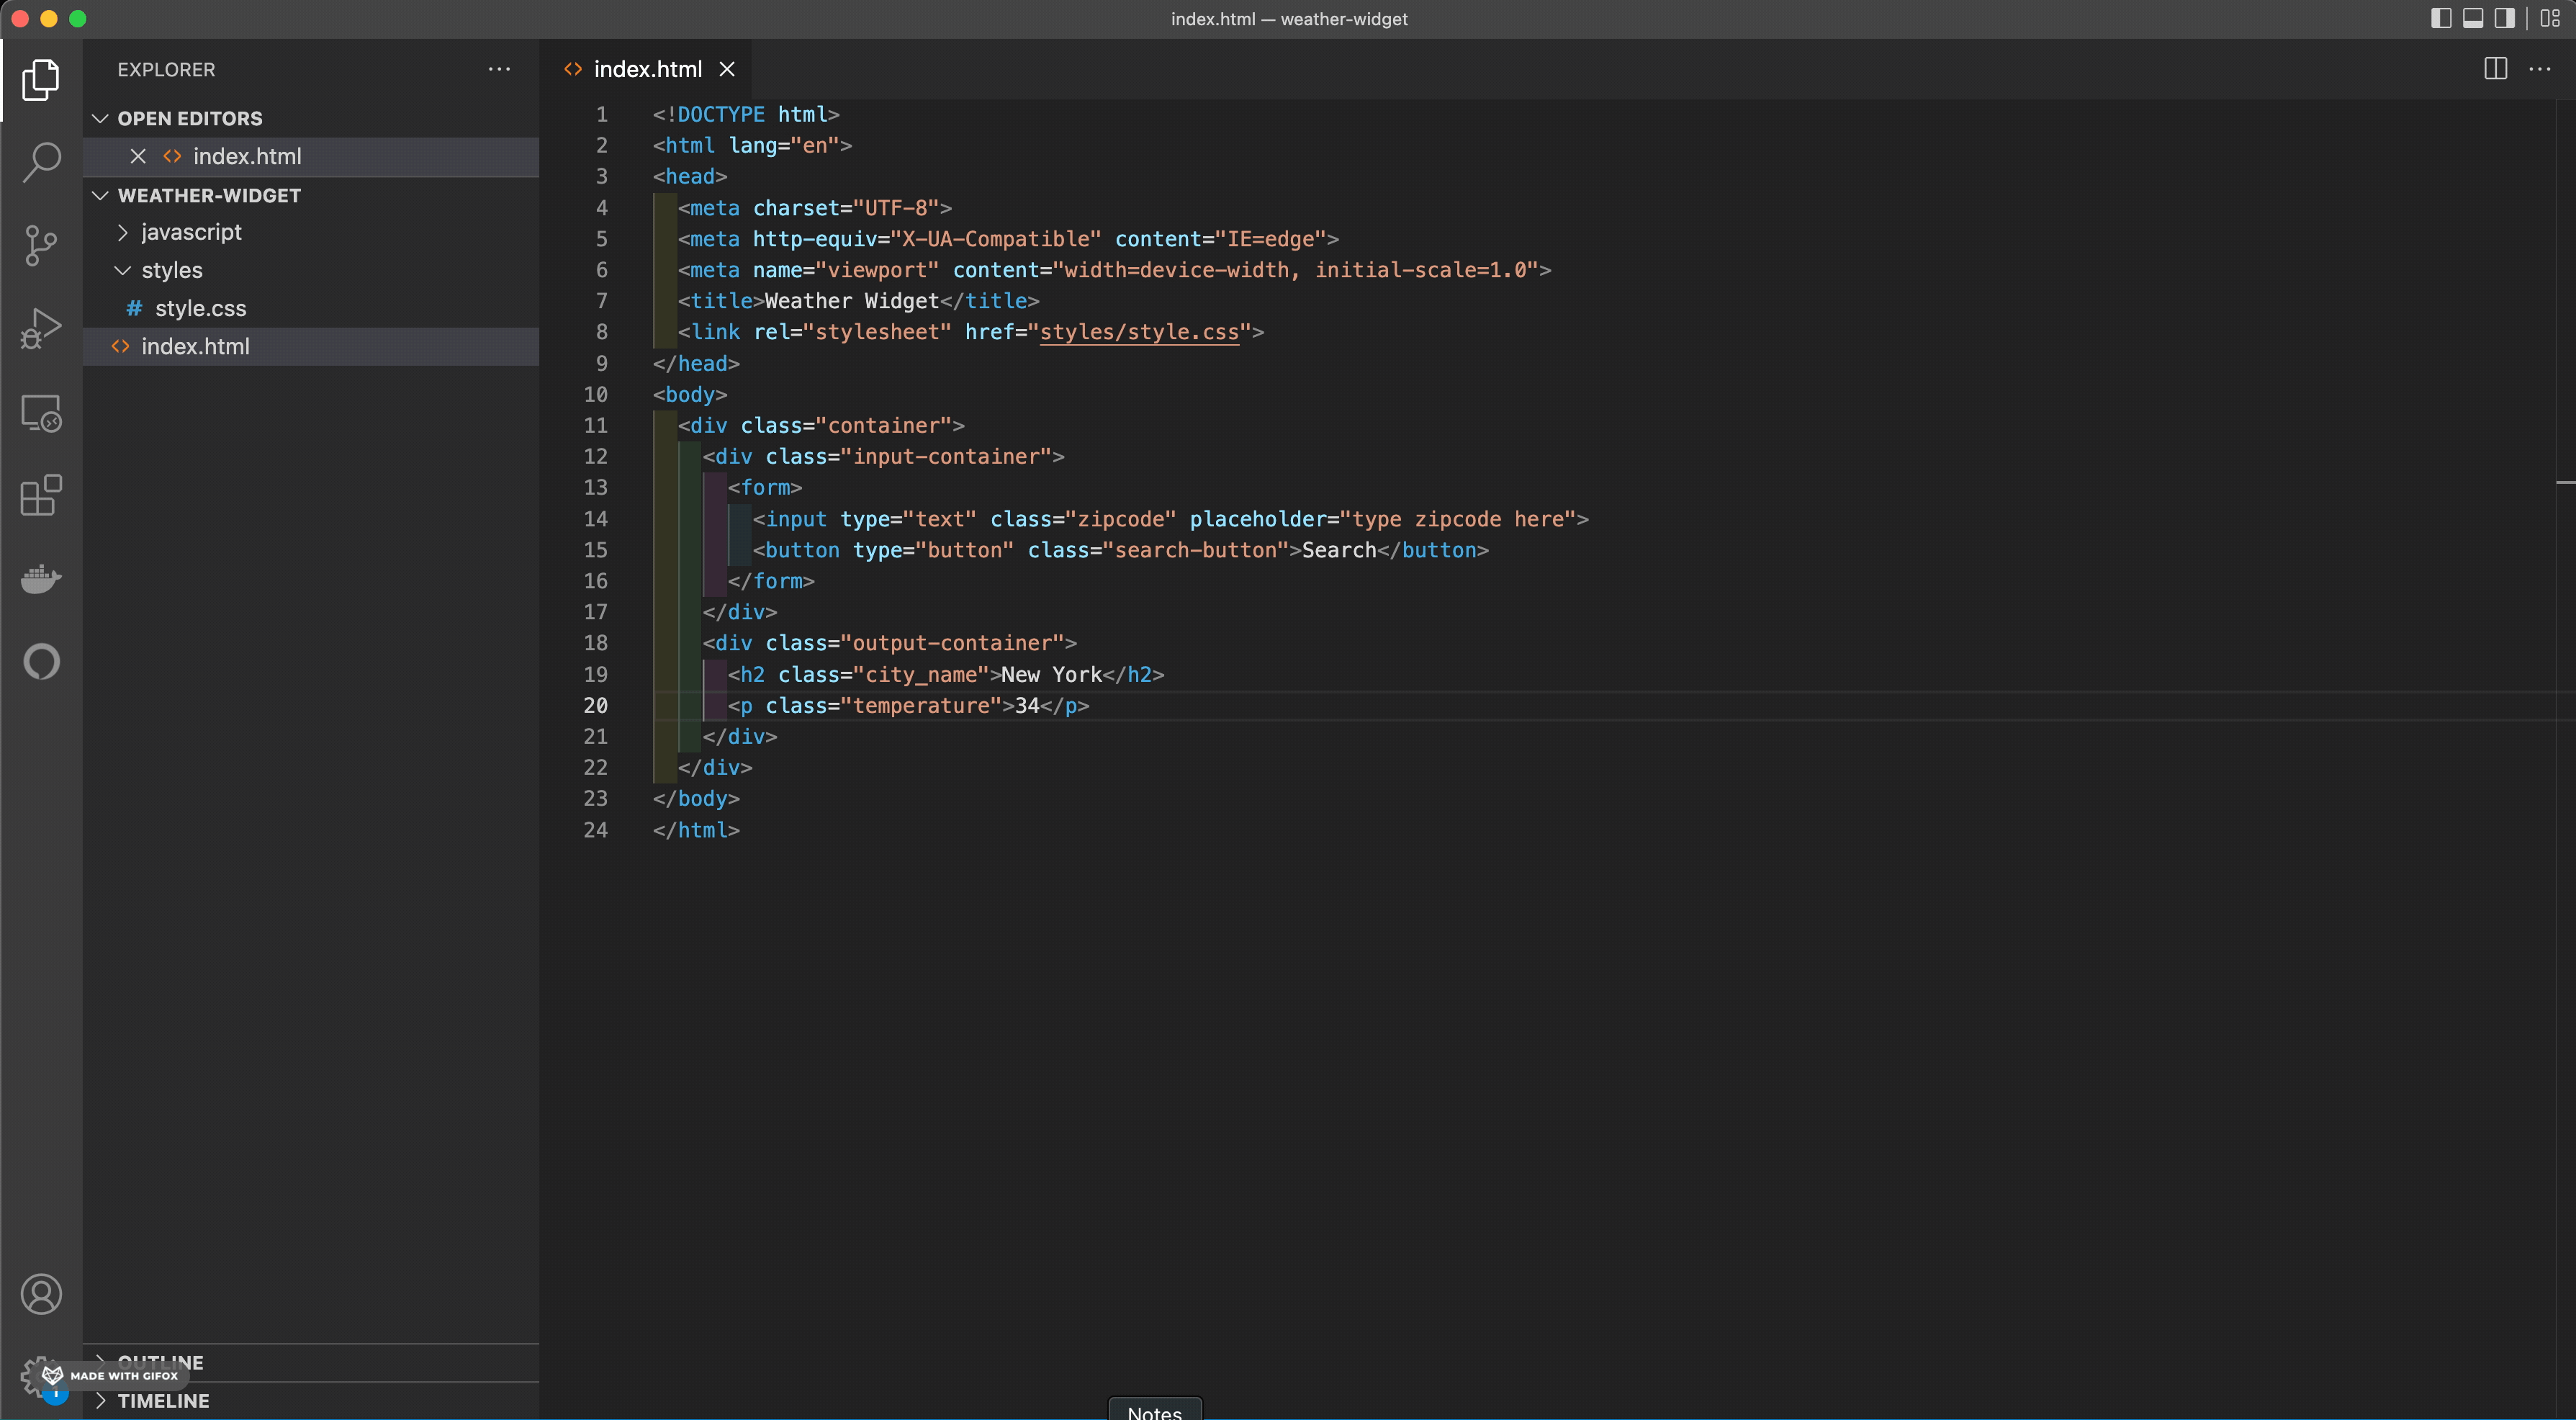 index.html — weather-widget
EXPLORER
OPEN EDITORS
index.html
WEATHER-WIDGET
javascript
styles
# style.css
index.html
OUTLINE
MADE WITH GIFOX
1
TIMELINE
index.html
1 <!DOCTYPE html>
2 <html lang="en">
3 <head>
4 <meta charset="UTF-8">
5 <meta http-equiv="X-UA-Compatible" content="IE=edge">
6 <meta name="viewport" content="width=device-width, initial-scale=1.0">
7 <title>Weather Widget</title>
8 <link rel="stylesheet" href="styles/style.css">
9 </head>
10 <body>
11 <div class="container">
12 <div class="input-container">
13 <form>
14 <input type="text" class="zipcode" placeholder="type zipcode here">
15 <button type="button" class="search-button">Search</button>
16 </form>
17 </div>
18 <div class="output-container">
19 <h2 class="city_name">New York</h2>
20 <p class="temperature">34</p>
21 </div>
22 </div>
23 </body>
24 </html>
Notes